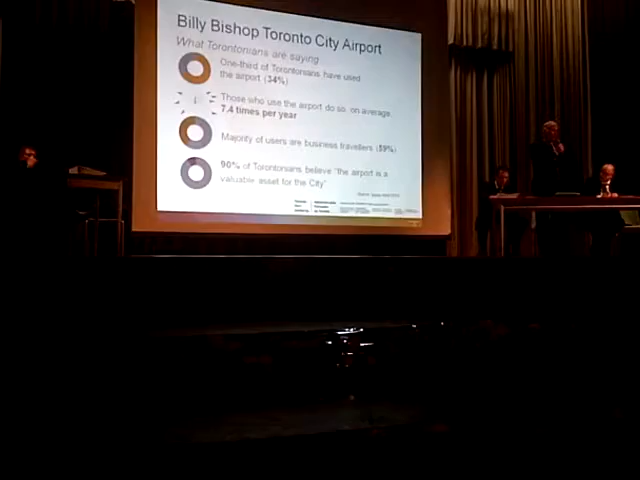 Billy Bishop Toronto City Airport
What Torontonians are saying
One-third of Torontonians have used
the airport (34%)
Those who use the airport do so, on average,
7.4 times per year
Majority of users are business travellers (59%)
90% of Torontonians believe "the airport is a
valuable asset for the City"